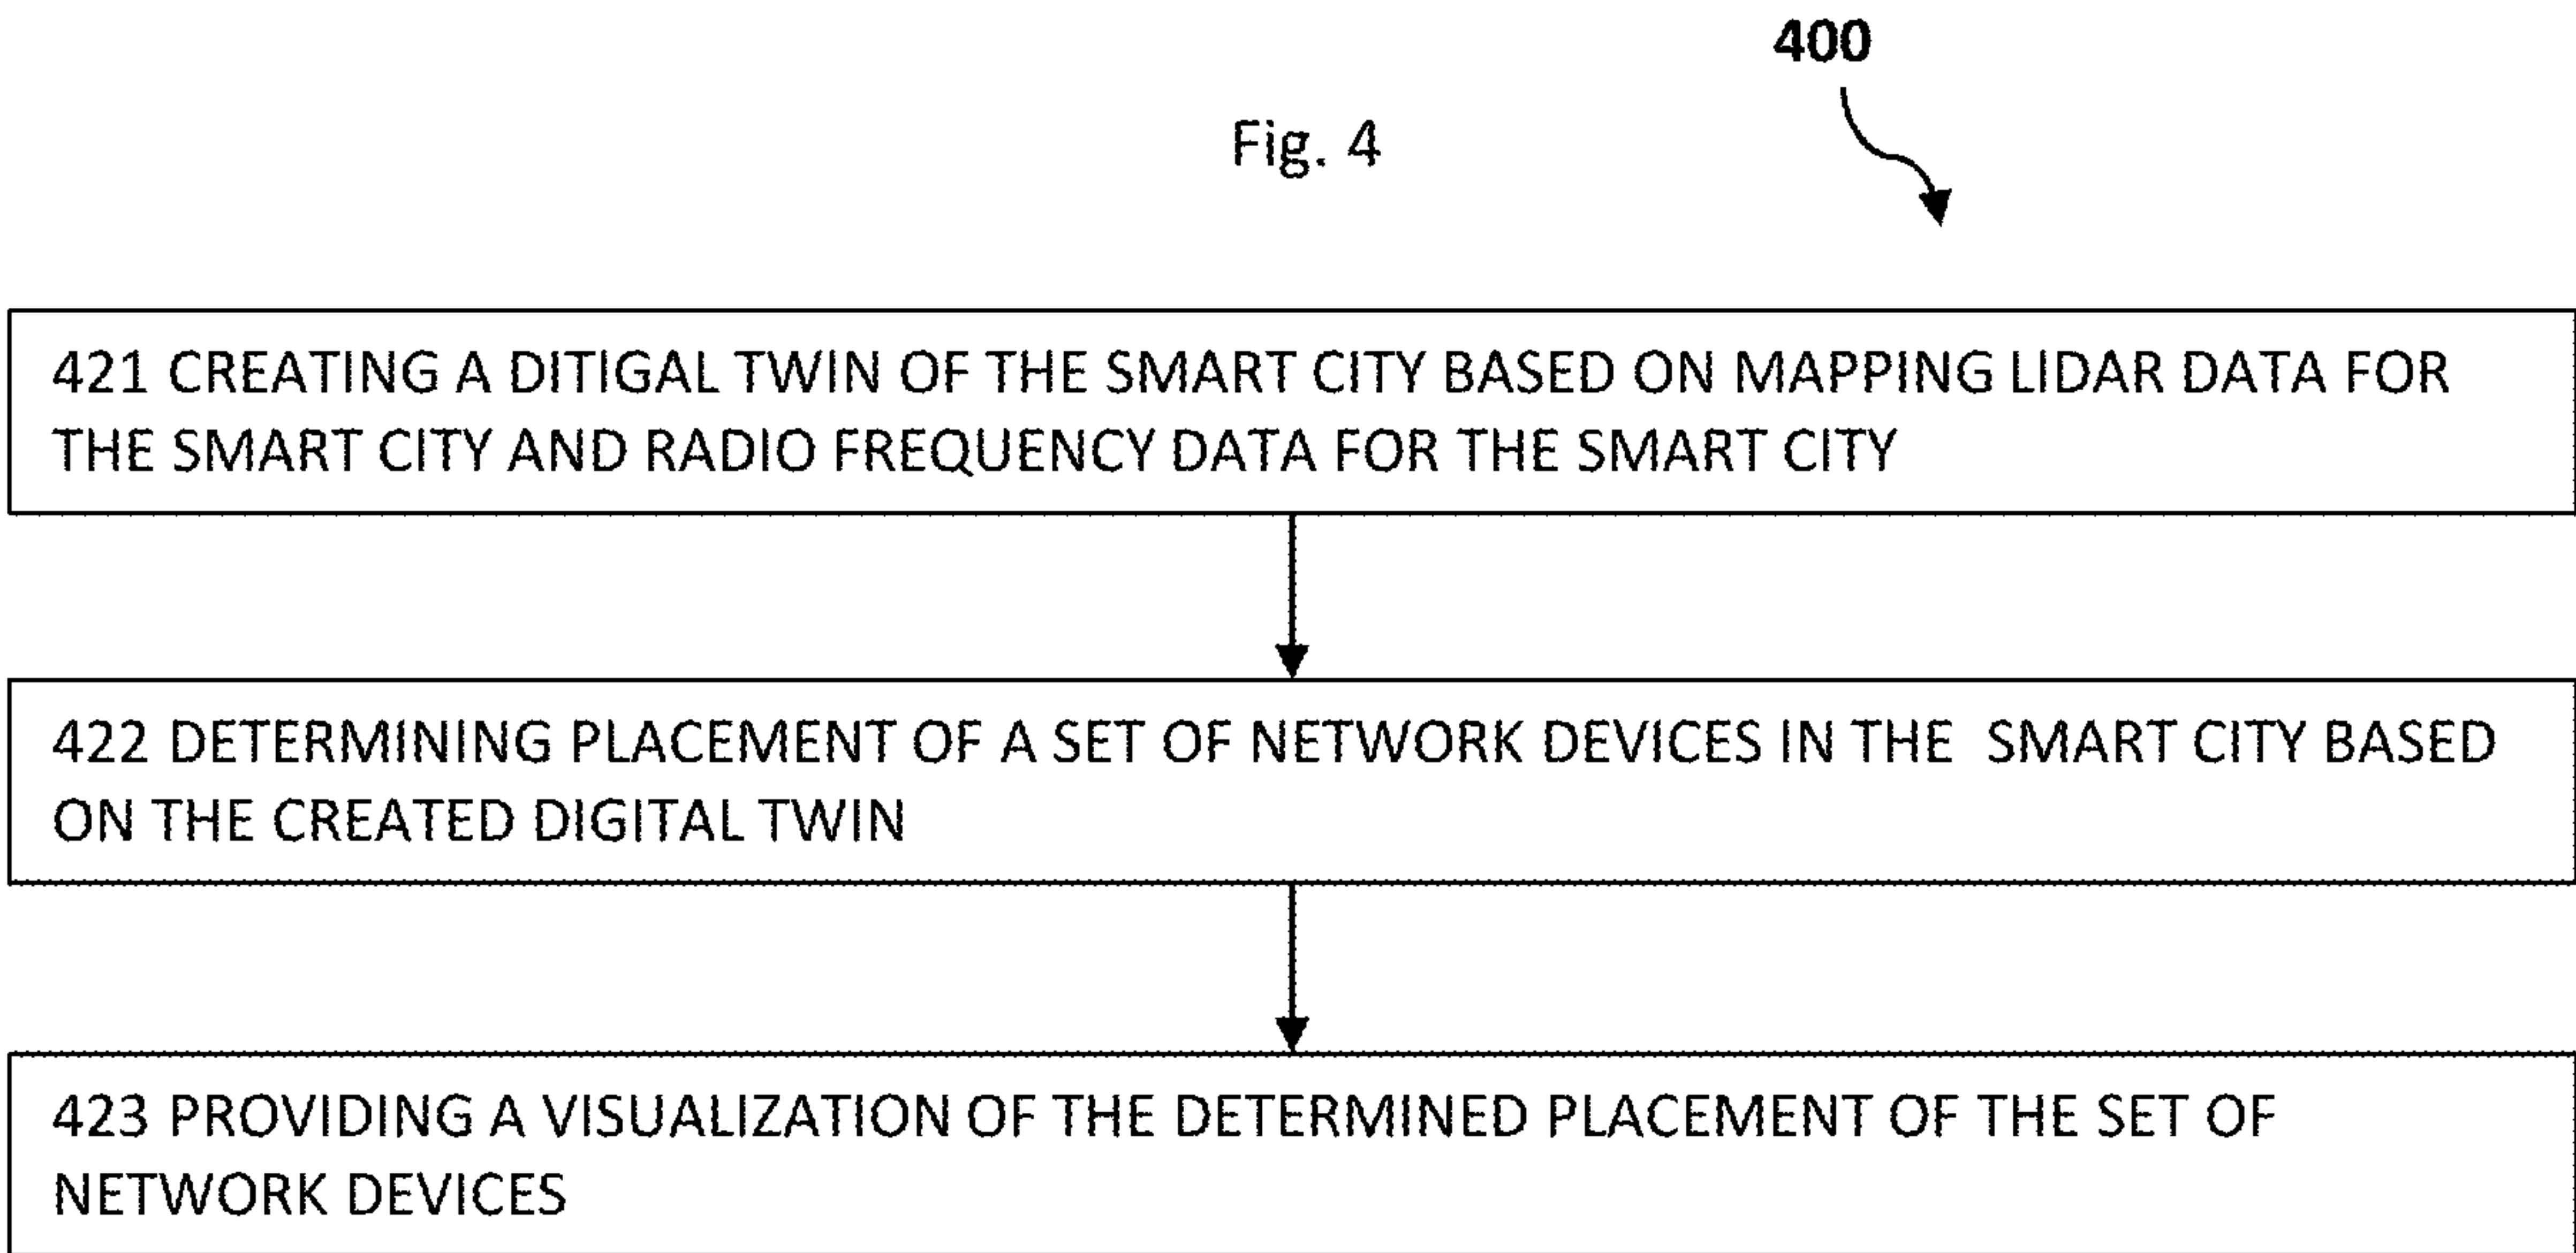 400
Fig. 4
421 CREATING A DITIGAL TWIN OF THE SMART CITY BASED ON MAPPING LIDAR DATA FOR
THE SMART CITY AND RADIO FREQUENCY DATA FOR THE SMART CITY
422 DETERMINING PLACEMENT OF A SET OF NETWORK DEVICES IN THE  SMART CITY BASED
ON THE CREATED DIGITAL TWIN
423 PROVIDING A VISUALIZATION OF THE DETERMINED PLACEMENT OF THE SET OF
NETWORK DEVICES